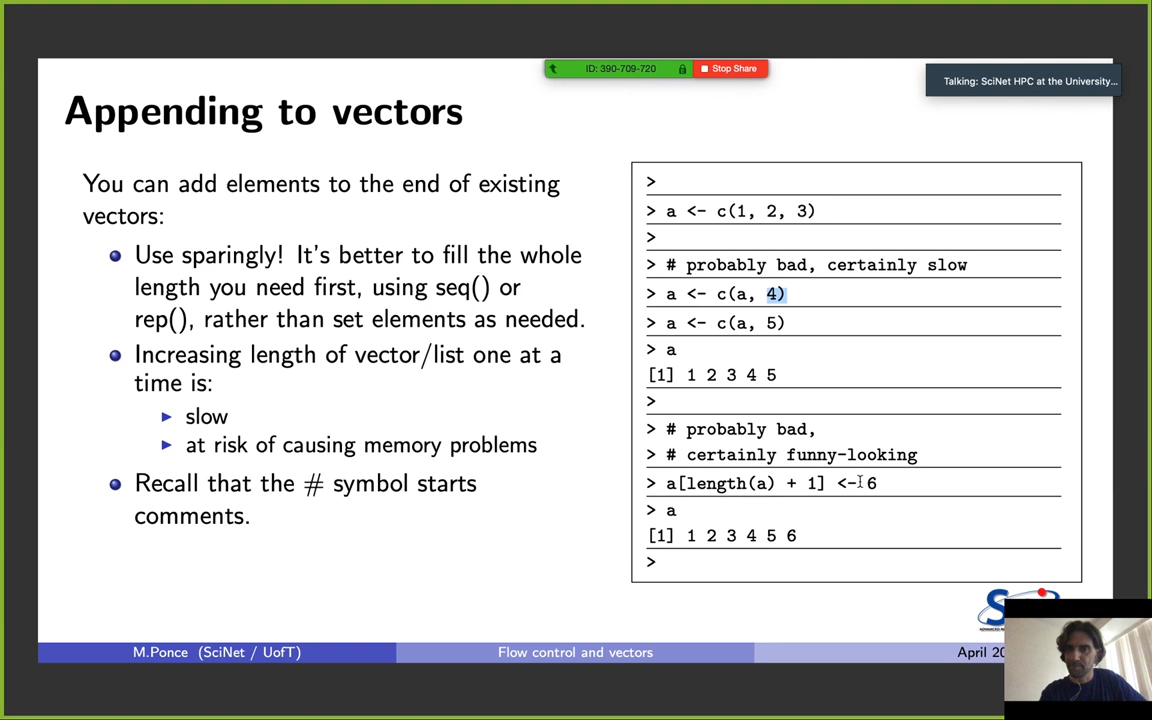 ID: 390-709-720
Stop Share
Talking: SciNet HPC at the University...
Appending to vectors
You can add elements to the end of existing
vectors:
Use sparingly! It's better to fill the whole
length you need first, using seq() or
rep(), rather than set elements as needed.
Increasing length of vector/list one at a
time is:
slow
at risk of causing memory problems
Recall that the # symbol starts
comments.
>
> a <- c(1, 2, 3)
>
> # probably bad, certainly slow
> a <- c(a, 4)
> a <- c(a, 5)
> a
[1] 1 2 3 4 5
>
> # probably bad,
> # certainly funny-looking
> a[length(a) + 1] <- 6
> a
[1] 1 2 3 4 5 6
>
M.Ponce (SciNet / UofT)
Flow control and vectors
April 20